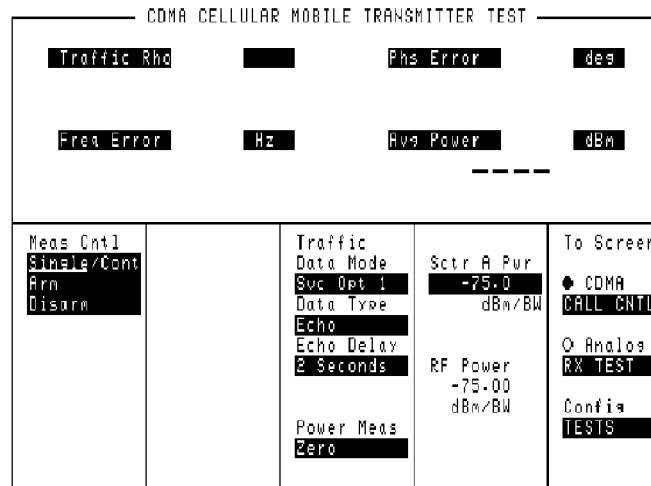 CDMA CELLULAR MOBILE TRANSMITTER TEST
Traffic Rho
Phs Error
deg
Freq Error
Hz
Avg Power
dBm
----
Meas Cntl
Single/Cont
Arm
Disarm
Traffic
Data Mode
Svc Opt 1
Data Type
Echo
Echo Delay
2 Seconds
Power Meas
Zero
Sctr A Pwr
-75.0
dBm/BW
RF Power
-75.00
dBm/BW
To Screen
CDMA
CALL CNTL
Analog
RX TEST
Config
TESTS